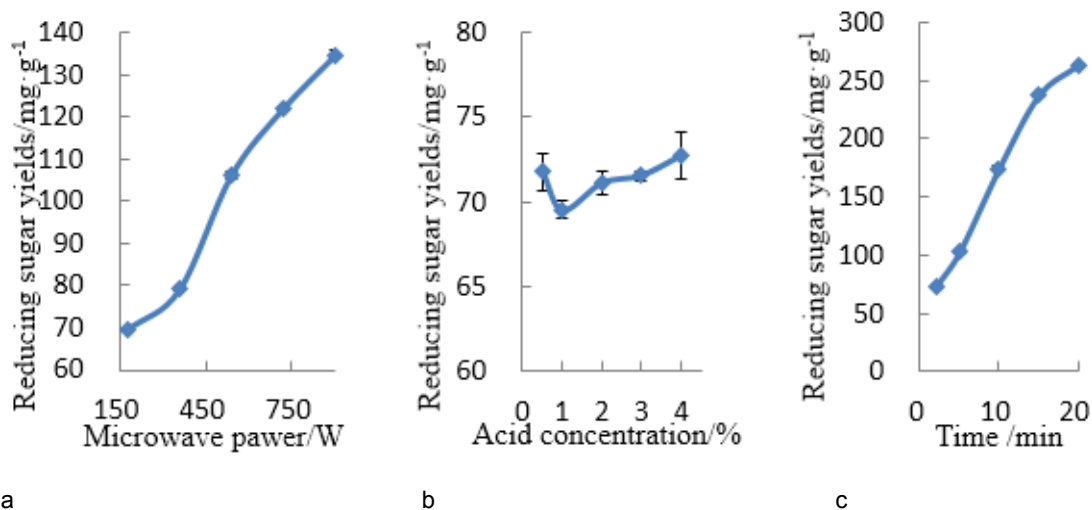 Reducing sugar yields/mg·g⁻¹
140
130
120
110
100
90
80
70
60
150 450 750
Microwave pawer/W
a
Reducing sugar yields/mg·g⁻¹
80
75
70
65
60
0 1 2 3 4
Acid concentration/%
b
Reducing sugar yields/mg·g⁻¹
300
250
200
150
100
50
0
0 10 20
Time /min
c